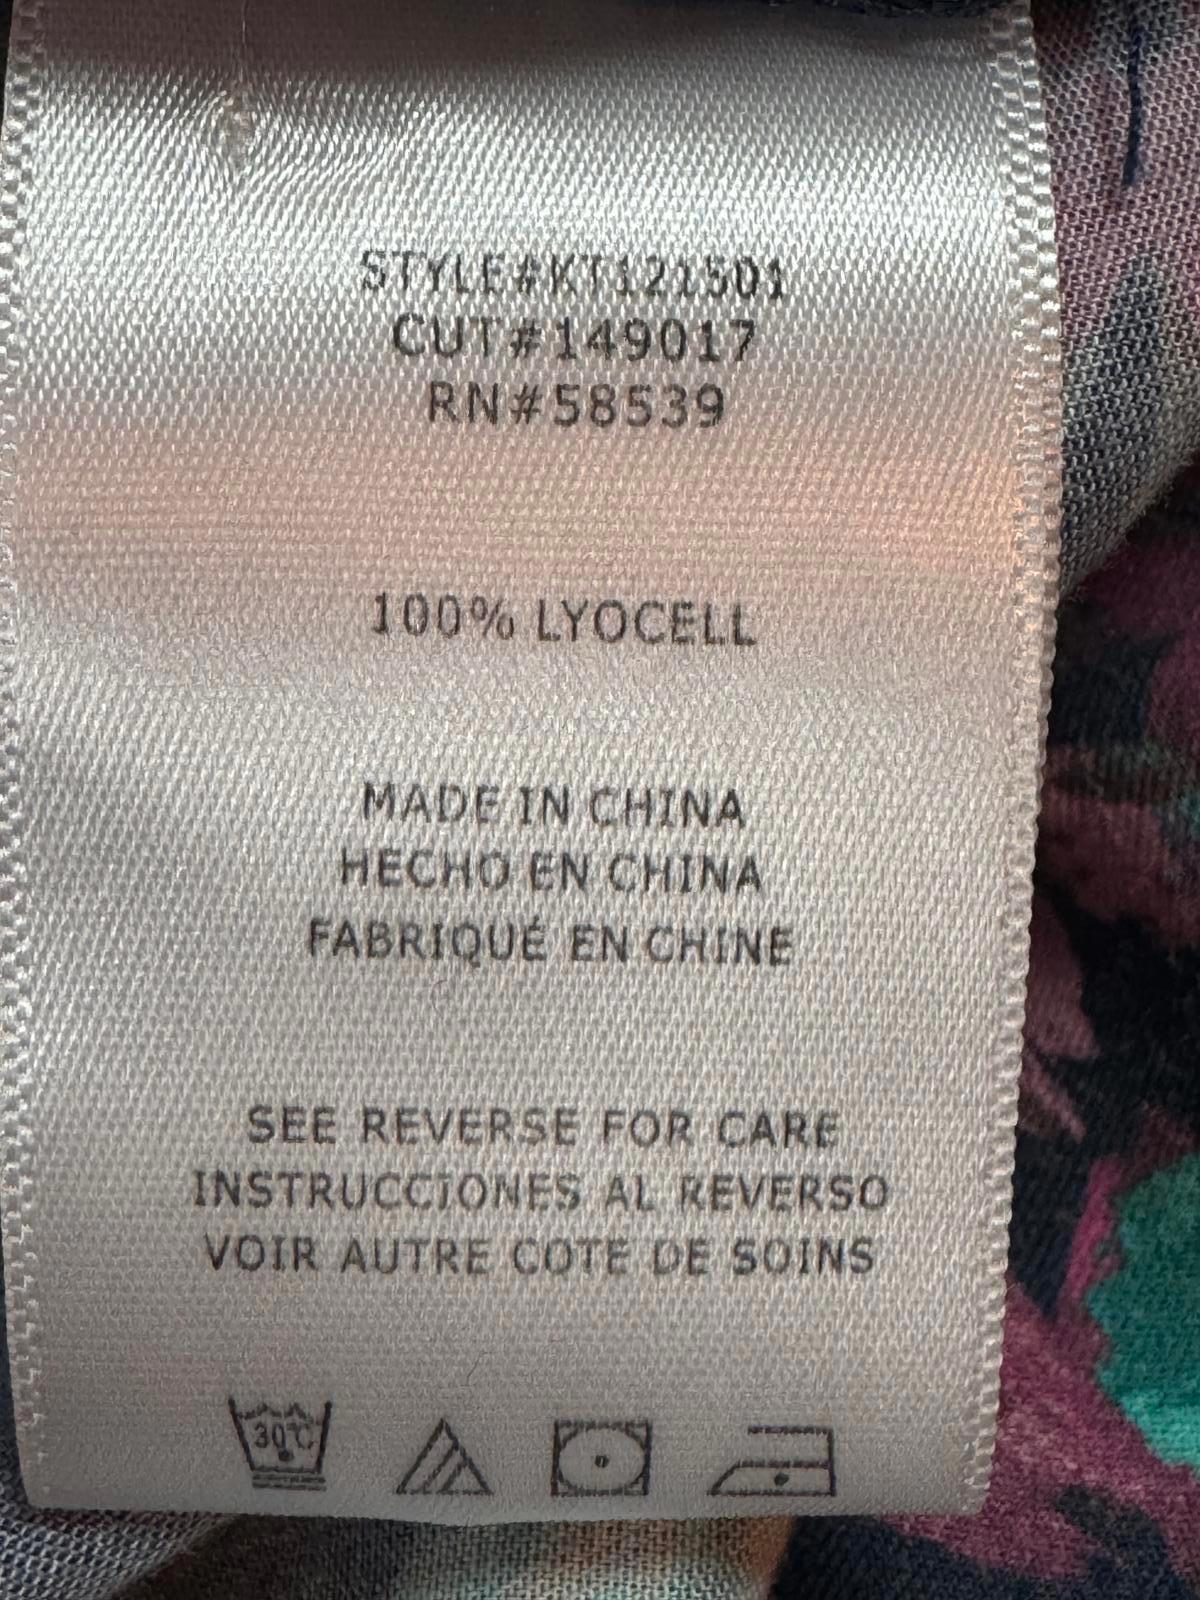 STYLE#KT121501
CUT#149017
RN#58539
100% LYOCELL
MADE IN CHINA
HECHO EN CHINA
FABRIQUÉ EN CHINE
SEE REVERSE FOR CARE
INSTRUCCIONES AL REVERSO
VOIR AUTRE COTE DE SOINS
30°C